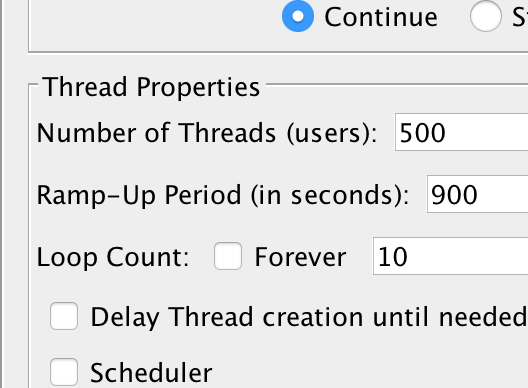 Continue
Thread Properties
Number of Threads (users): 500
Ramp-Up Period (in seconds): 900
Loop Count: Forever 10
Delay Thread creation until needed
Scheduler